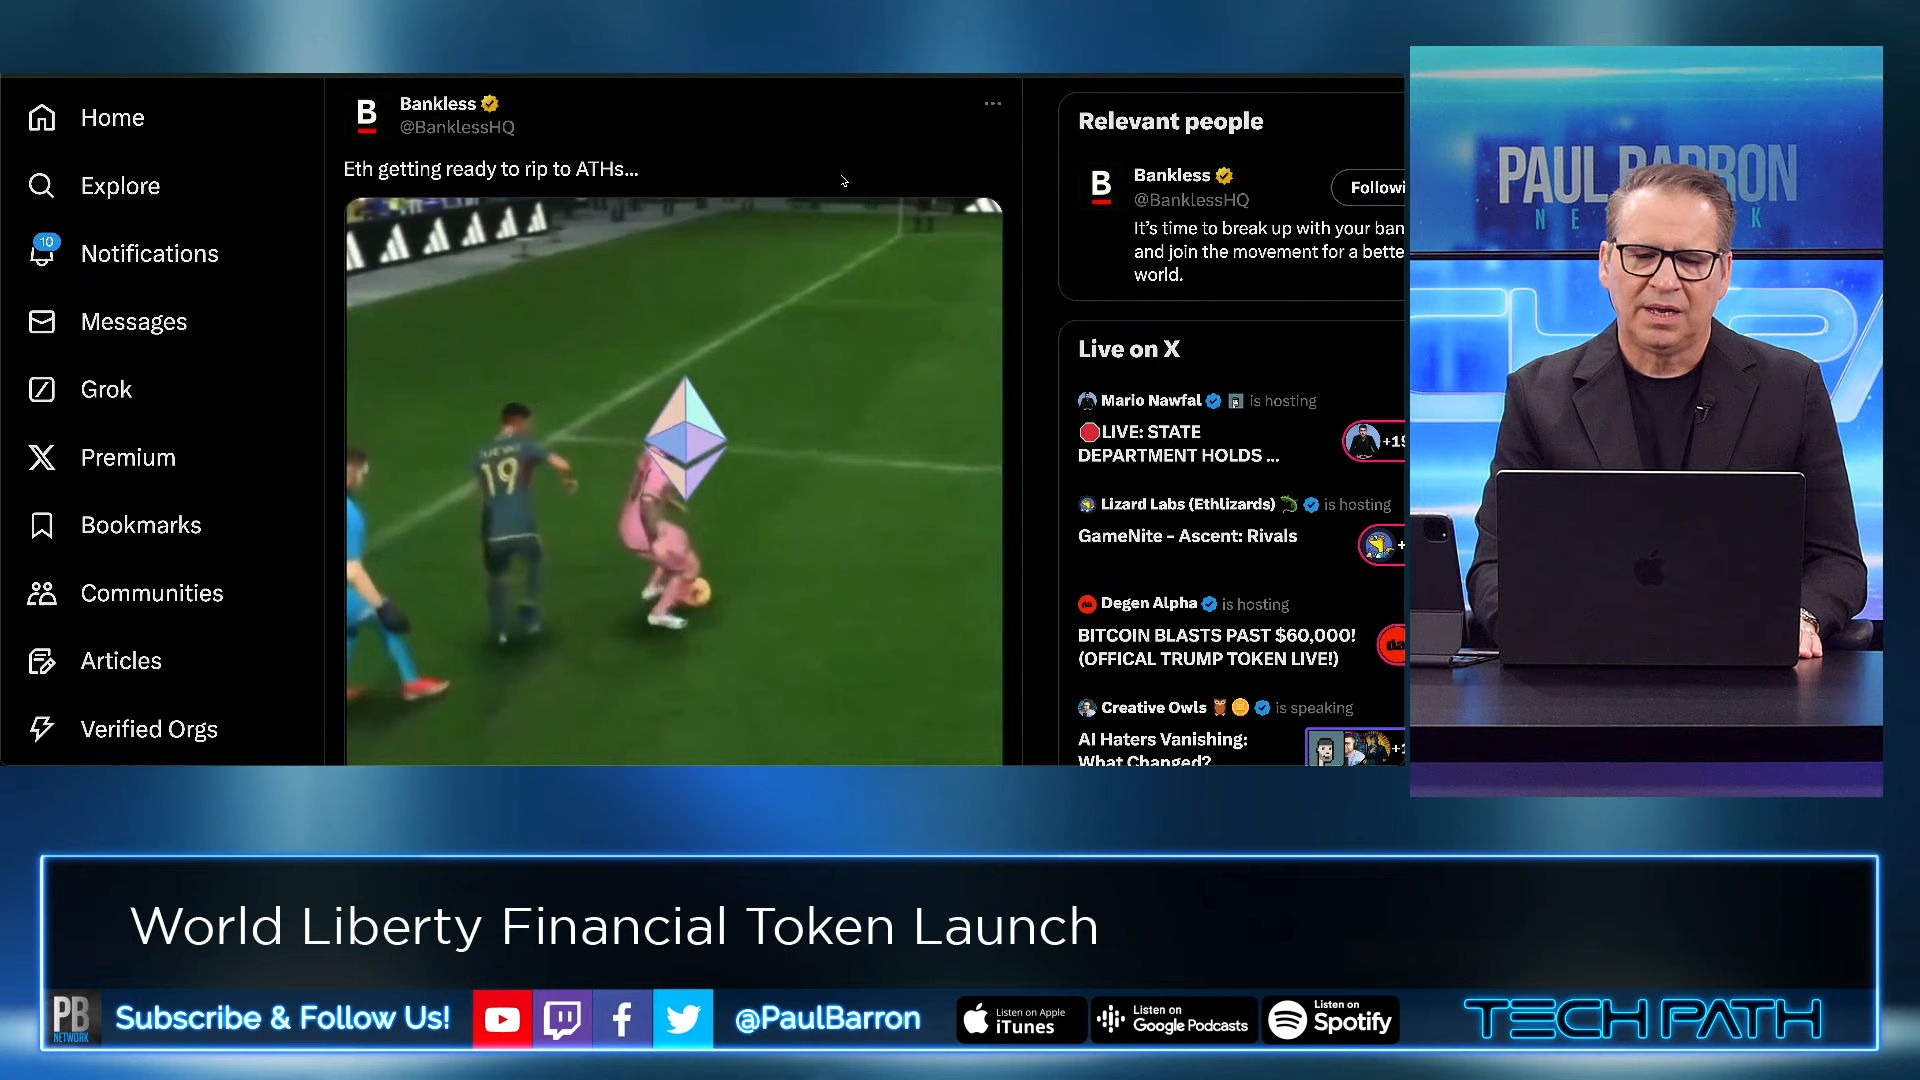 Home
Explore
10
Notifications
Messages
Grok
Premium
Bookmarks
Communities
Articles
Verified Orgs
B
Bankless
@BanklessHQ
Eth getting ready to rip to ATHs...
19
Relevant people
B
Bankless
@BanklessHQ
Followi
It's time to break up with your ban
and join the movement for a bette
world.
Live on X
Mario Nawfal is hosting
LIVE: STATE
DEPARTMENT HOLDS ...
Lizard Labs (Ethlizards) is hosting
GameNite - Ascent: Rivals
Degen Alpha is hosting
BITCOIN BLASTS PAST $60,000!
(OFFICAL TRUMP TOKEN LIVE!)
Creative Owls is speaking
AI Haters Vanishing:
What Changed?
PAUL BARRON
World Liberty Financial Token Launch
PB
NETWORK
Subscribe & Follow Us!
@PaulBarron
Listen on Apple
iTunes
Listen on
Google Podcasts
Listen on
Spotify
TECH PATH